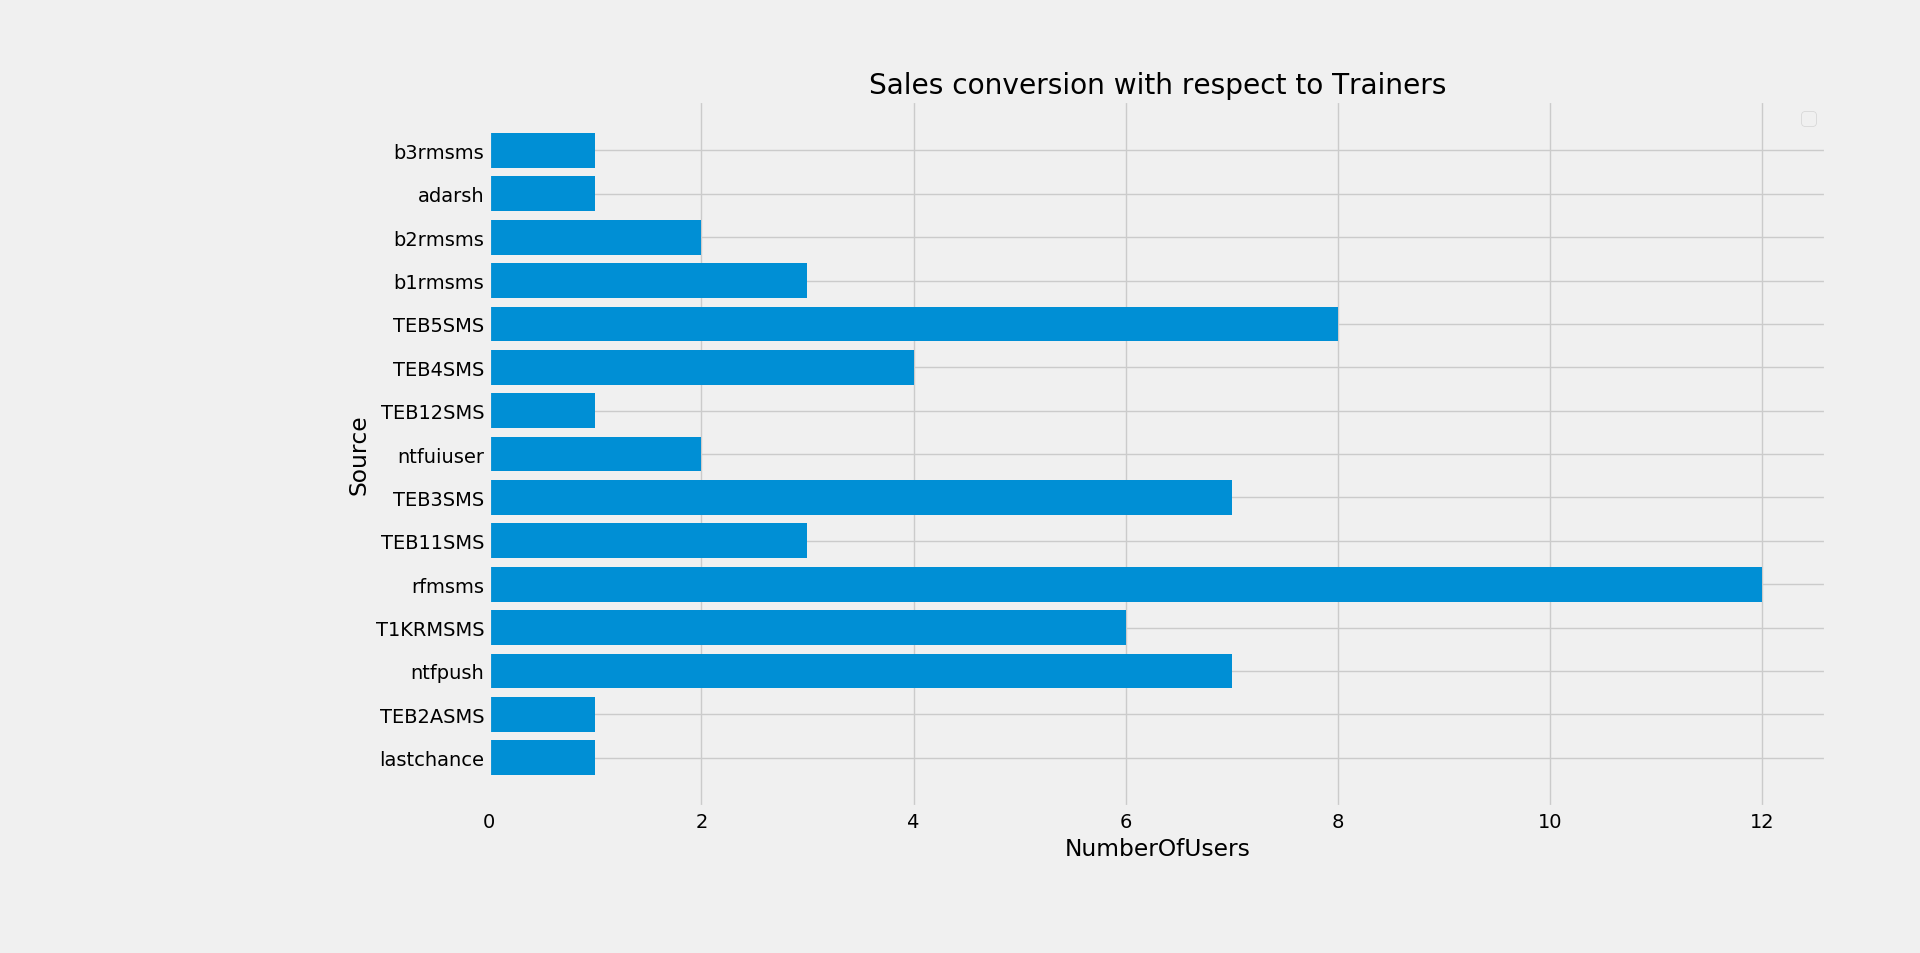 Sales conversion with respect to Trainers
b3rmsms
adarsh
b2rmsms
b1rmsms
TEB5SMS
TEB4SMS
TEB12SMS
ntfuiuser
TEB3SMS
TEB11SMS
rfmsms
T1KRMSMS
ntfpush
TEB2ASMS
lastchance
Source
0 2 4 6 8 10 12
NumberOfUsers